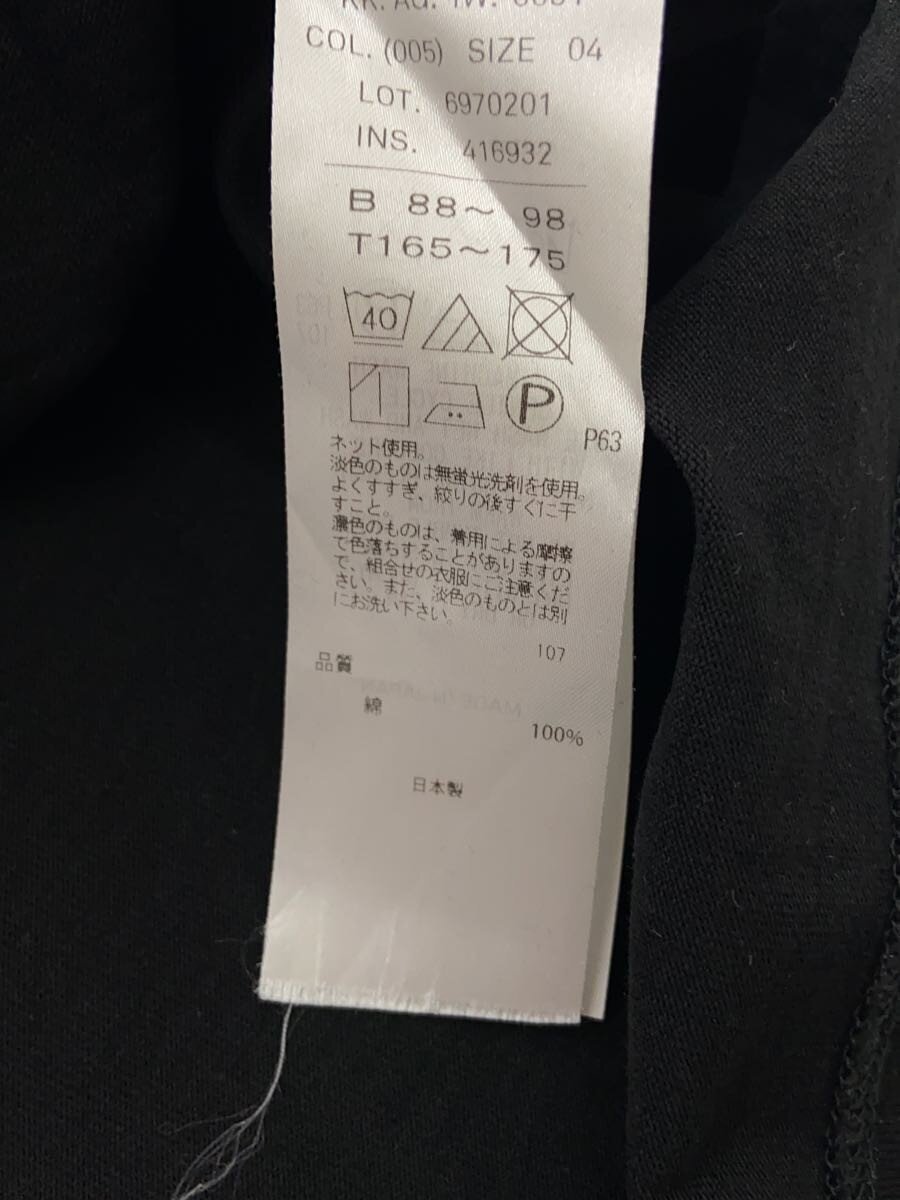 COL. (005) SIZE 04
LOT. 6970201
INS. 416932
B 88~ 98
T165~175
40
P
P63
ネット使用。
淡色のものは無蛍光洗剤を使用。
よくすすぎ、絞りの後すぐに干
すこと。
濃色のものは、着用による摩擦
で色落ちすることがありますの
で、組合せの衣服にご注意くだ
さい。また、淡色のものとは別
にお洗い下さい。
107
品質
綿
100%
日本製